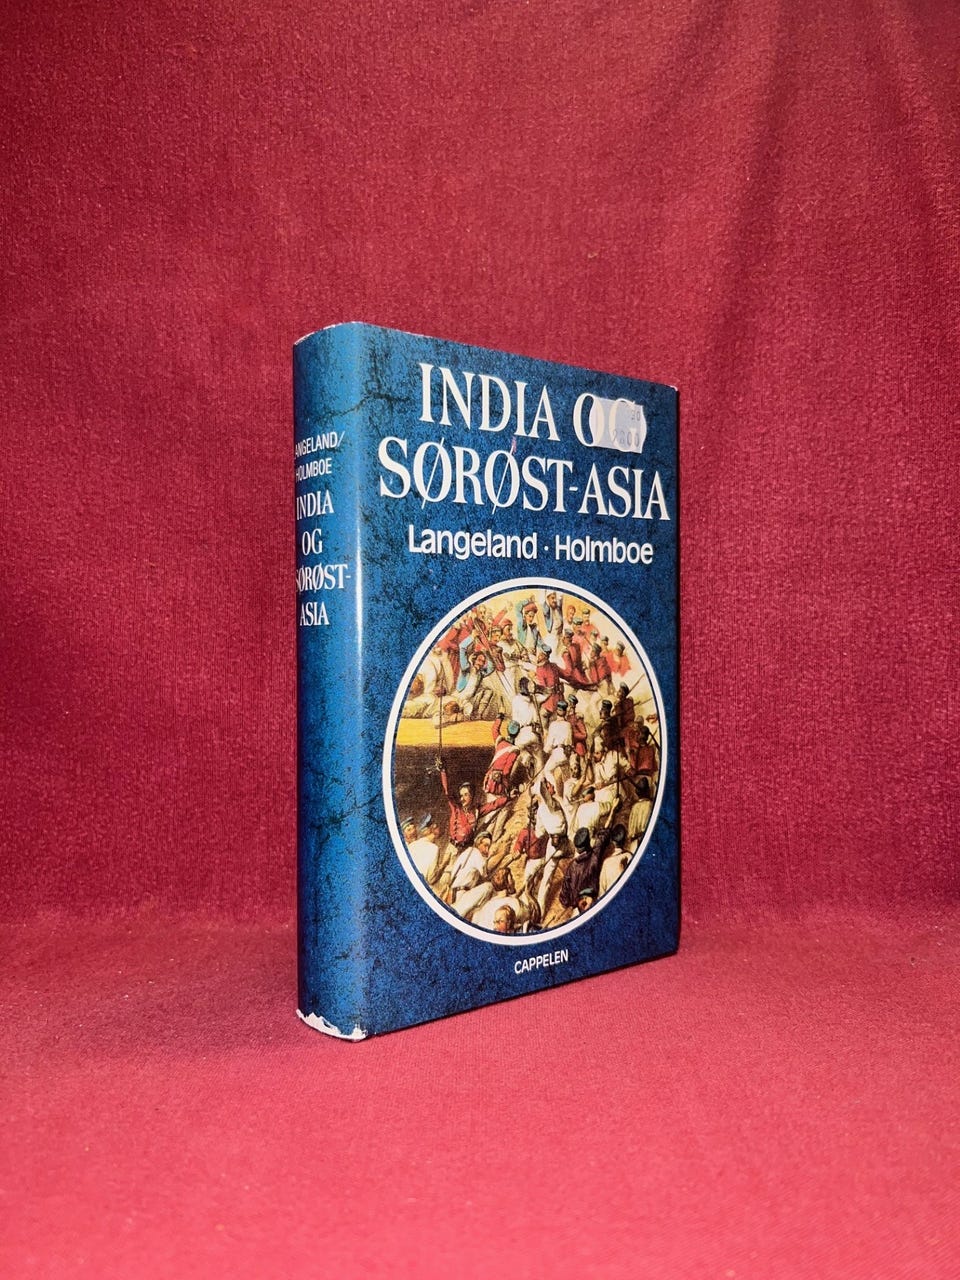 INDIA OG
SØRØST-ASIA
Langeland · Holmboe
CAPPELEN
LANGELAND/
HOLMBOE
INDIA
OG
SØRØST-
ASIA